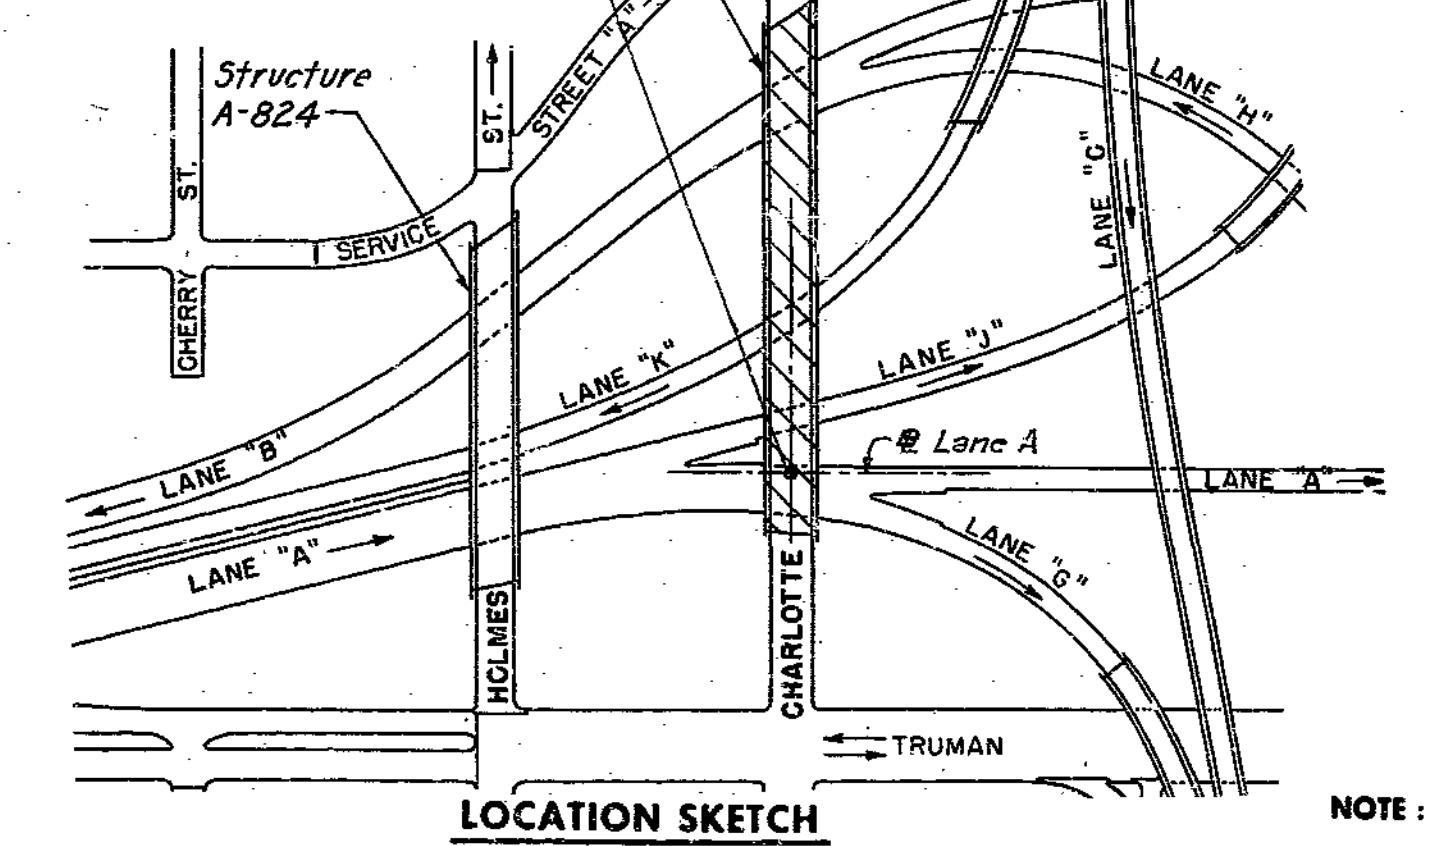 Structure
A-824
ST.
ST.
STREET "A"
LANE "H"
LANE "C"
SERVICE
CHERRY
LANE "K"
LANE "J"
℄ Lane A
LANE "B"
LANE "A"
LANE "A"
LANE "G"
HOLMES
CHARLOTTE
TRUMAN
LOCATION SKETCH
NOTE :